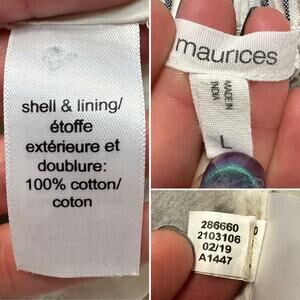 shell & lining/
étoffe
extérieure et
doublure:
100% cotton/
coton
maurices
MADE IN
INDIA
L
286660
2103106
02/19
A1447